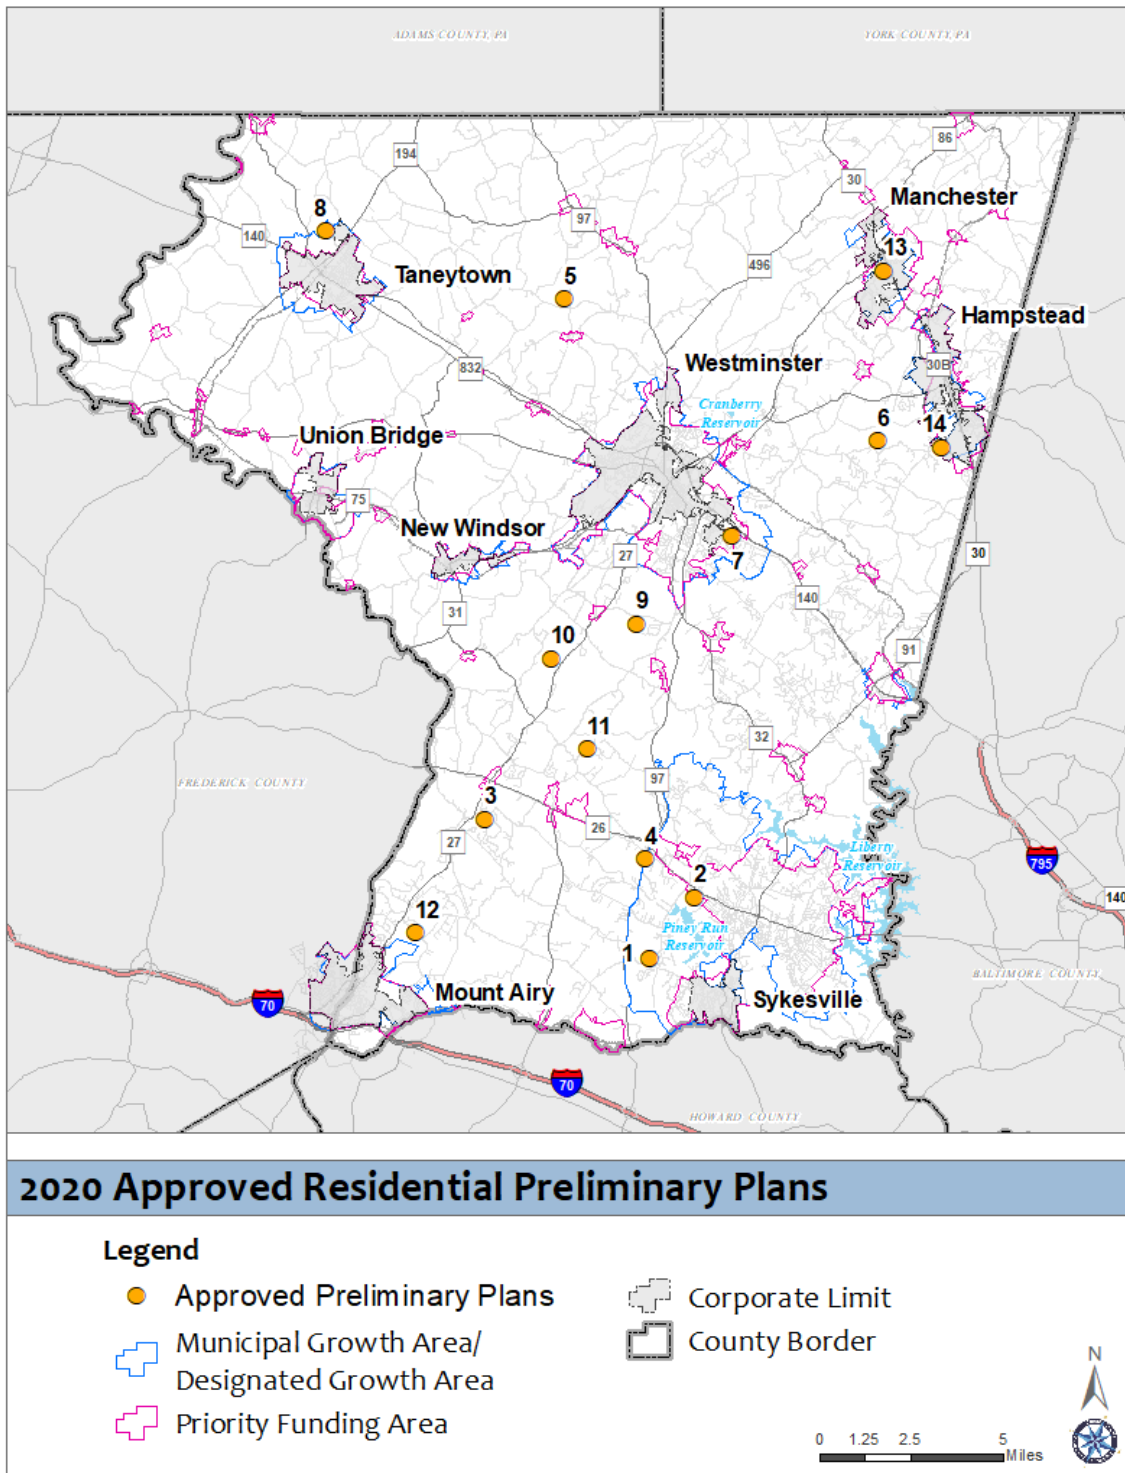 ADAMS COUNTY, PA
YORK COUNTY, PA
86
194
30
Manchester
8
97
140
13
496
Taneytown
5
Hampstead
Westminster
30B
832
Cranberry
Reservoir
6
14
Union Bridge
75
New Windsor
27
7
30
140
31
9
10
91
11
32
97
FREDERICK COUNTY
3
26
27
4
Liberty
Reservoir
795
2
140
12
Piney Run
Reservoir
1
BALTIMORE COUNTY
Mount Airy
Sykesville
70
70
HOWARD COUNTY
2020 Approved Residential Preliminary Plans
Legend
Approved Preliminary Plans
Municipal Growth Area/
Designated Growth Area
Priority Funding Area
Corporate Limit
County Border
N
0 1.25 2.5 5
Miles